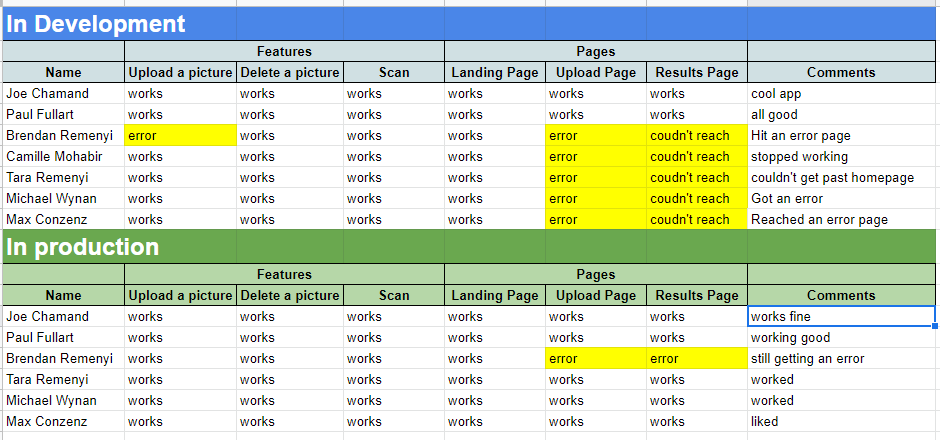 In Development
Features Pages
Name Upload a picture Delete a picture Scan Landing Page Upload Page Results Page Comments
Joe Chamand works works works works works works cool app
Paul Fullart works works works works works works all good
Brendan Remenyi error works works works error coudn't reach Hit an error page
Camille Mohabir works works works works error coudn't reach stopped working
Tara Remenyi works works works works error coudn't reach couldn't get past homepage
Michael Wynan works works works works error coudn't reach Got an error
Max Conzenz works works works works error coudn't reach Reached an error page
In production
Features Pages
Name Upload a picture Delete a picture Scan Landing Page Upload Page Results Page Comments
Joe Chamand works works works works works works works fine
Paul Fullart works works works works works works working good
Brendan Remenyi works works works works error error still getting an error
Tara Remenyi works works works works works works worked
Michael Wynan works works works works works works worked
Max Conzenz works works works works works works liked